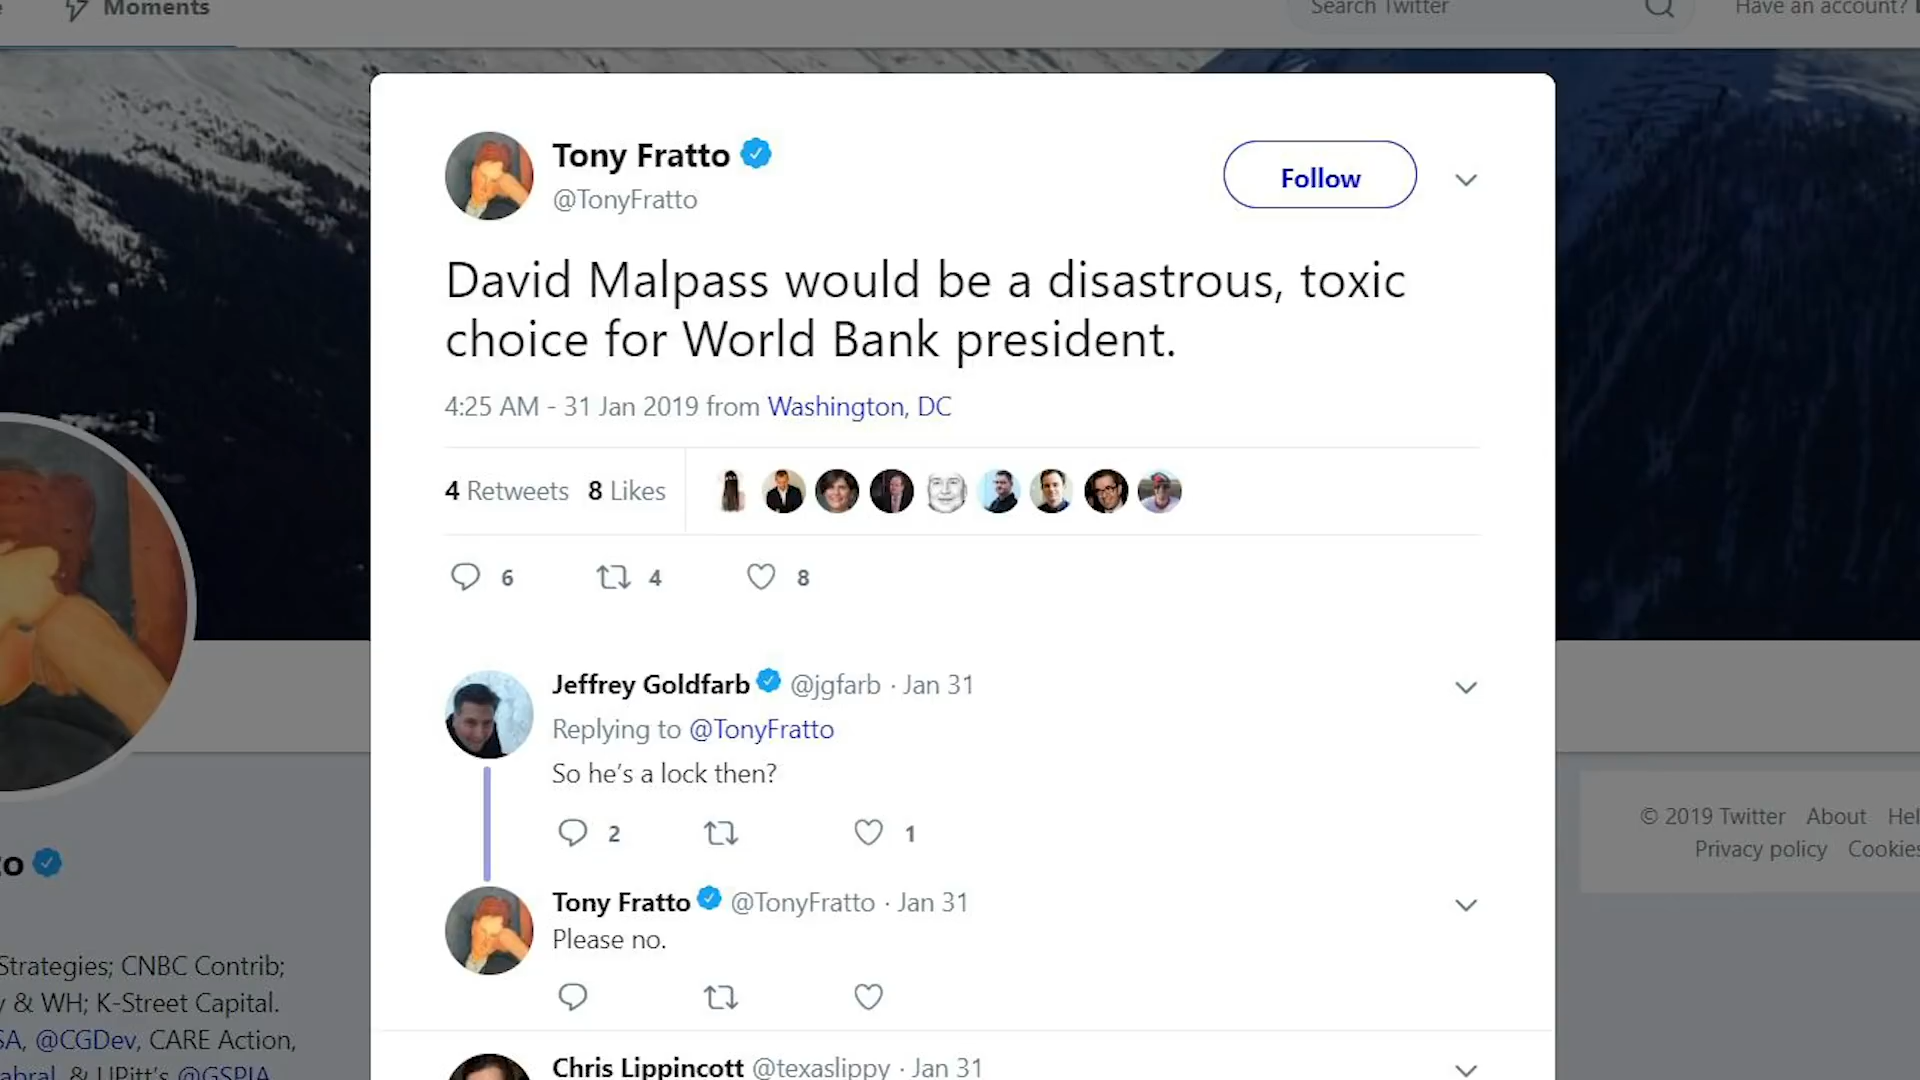 Moments
Search Twitter
Have an account?
Tony Fratto
@TonyFratto
Follow
David Malpass would be a disastrous, toxic
choice for World Bank president.
4:25 AM - 31 Jan 2019 from Washington, DC
4 Retweets 8 Likes
6 4 8
Jeffrey Goldfarb @jgfarb · Jan 31
Replying to @TonyFratto
So he's a lock then?
2 1
Tony Fratto @TonyFratto · Jan 31
Please no.
Chris Lippincott @texaslippy · Jan 31
Strategies; CNBC Contrib;
& WH; K-Street Capital.
@CGDev, CARE Action,
& UPitt's @GSPIA
© 2019 Twitter About
Privacy policy Cookies